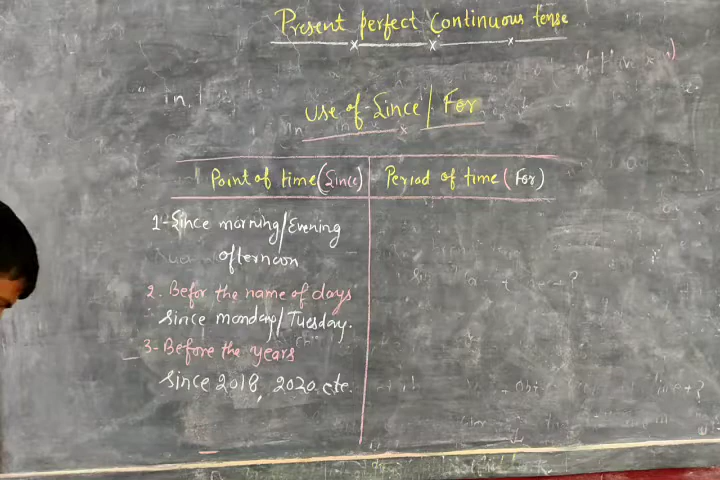 Present perfect Continuous tense
use of Since / For
Point of time (Since)
Period of time (For)
1- Since morning/Evening
afternoon
2. Befor the name of days
since monday/Tuesday.
3- Before the years
since 2018, 2020 etc.